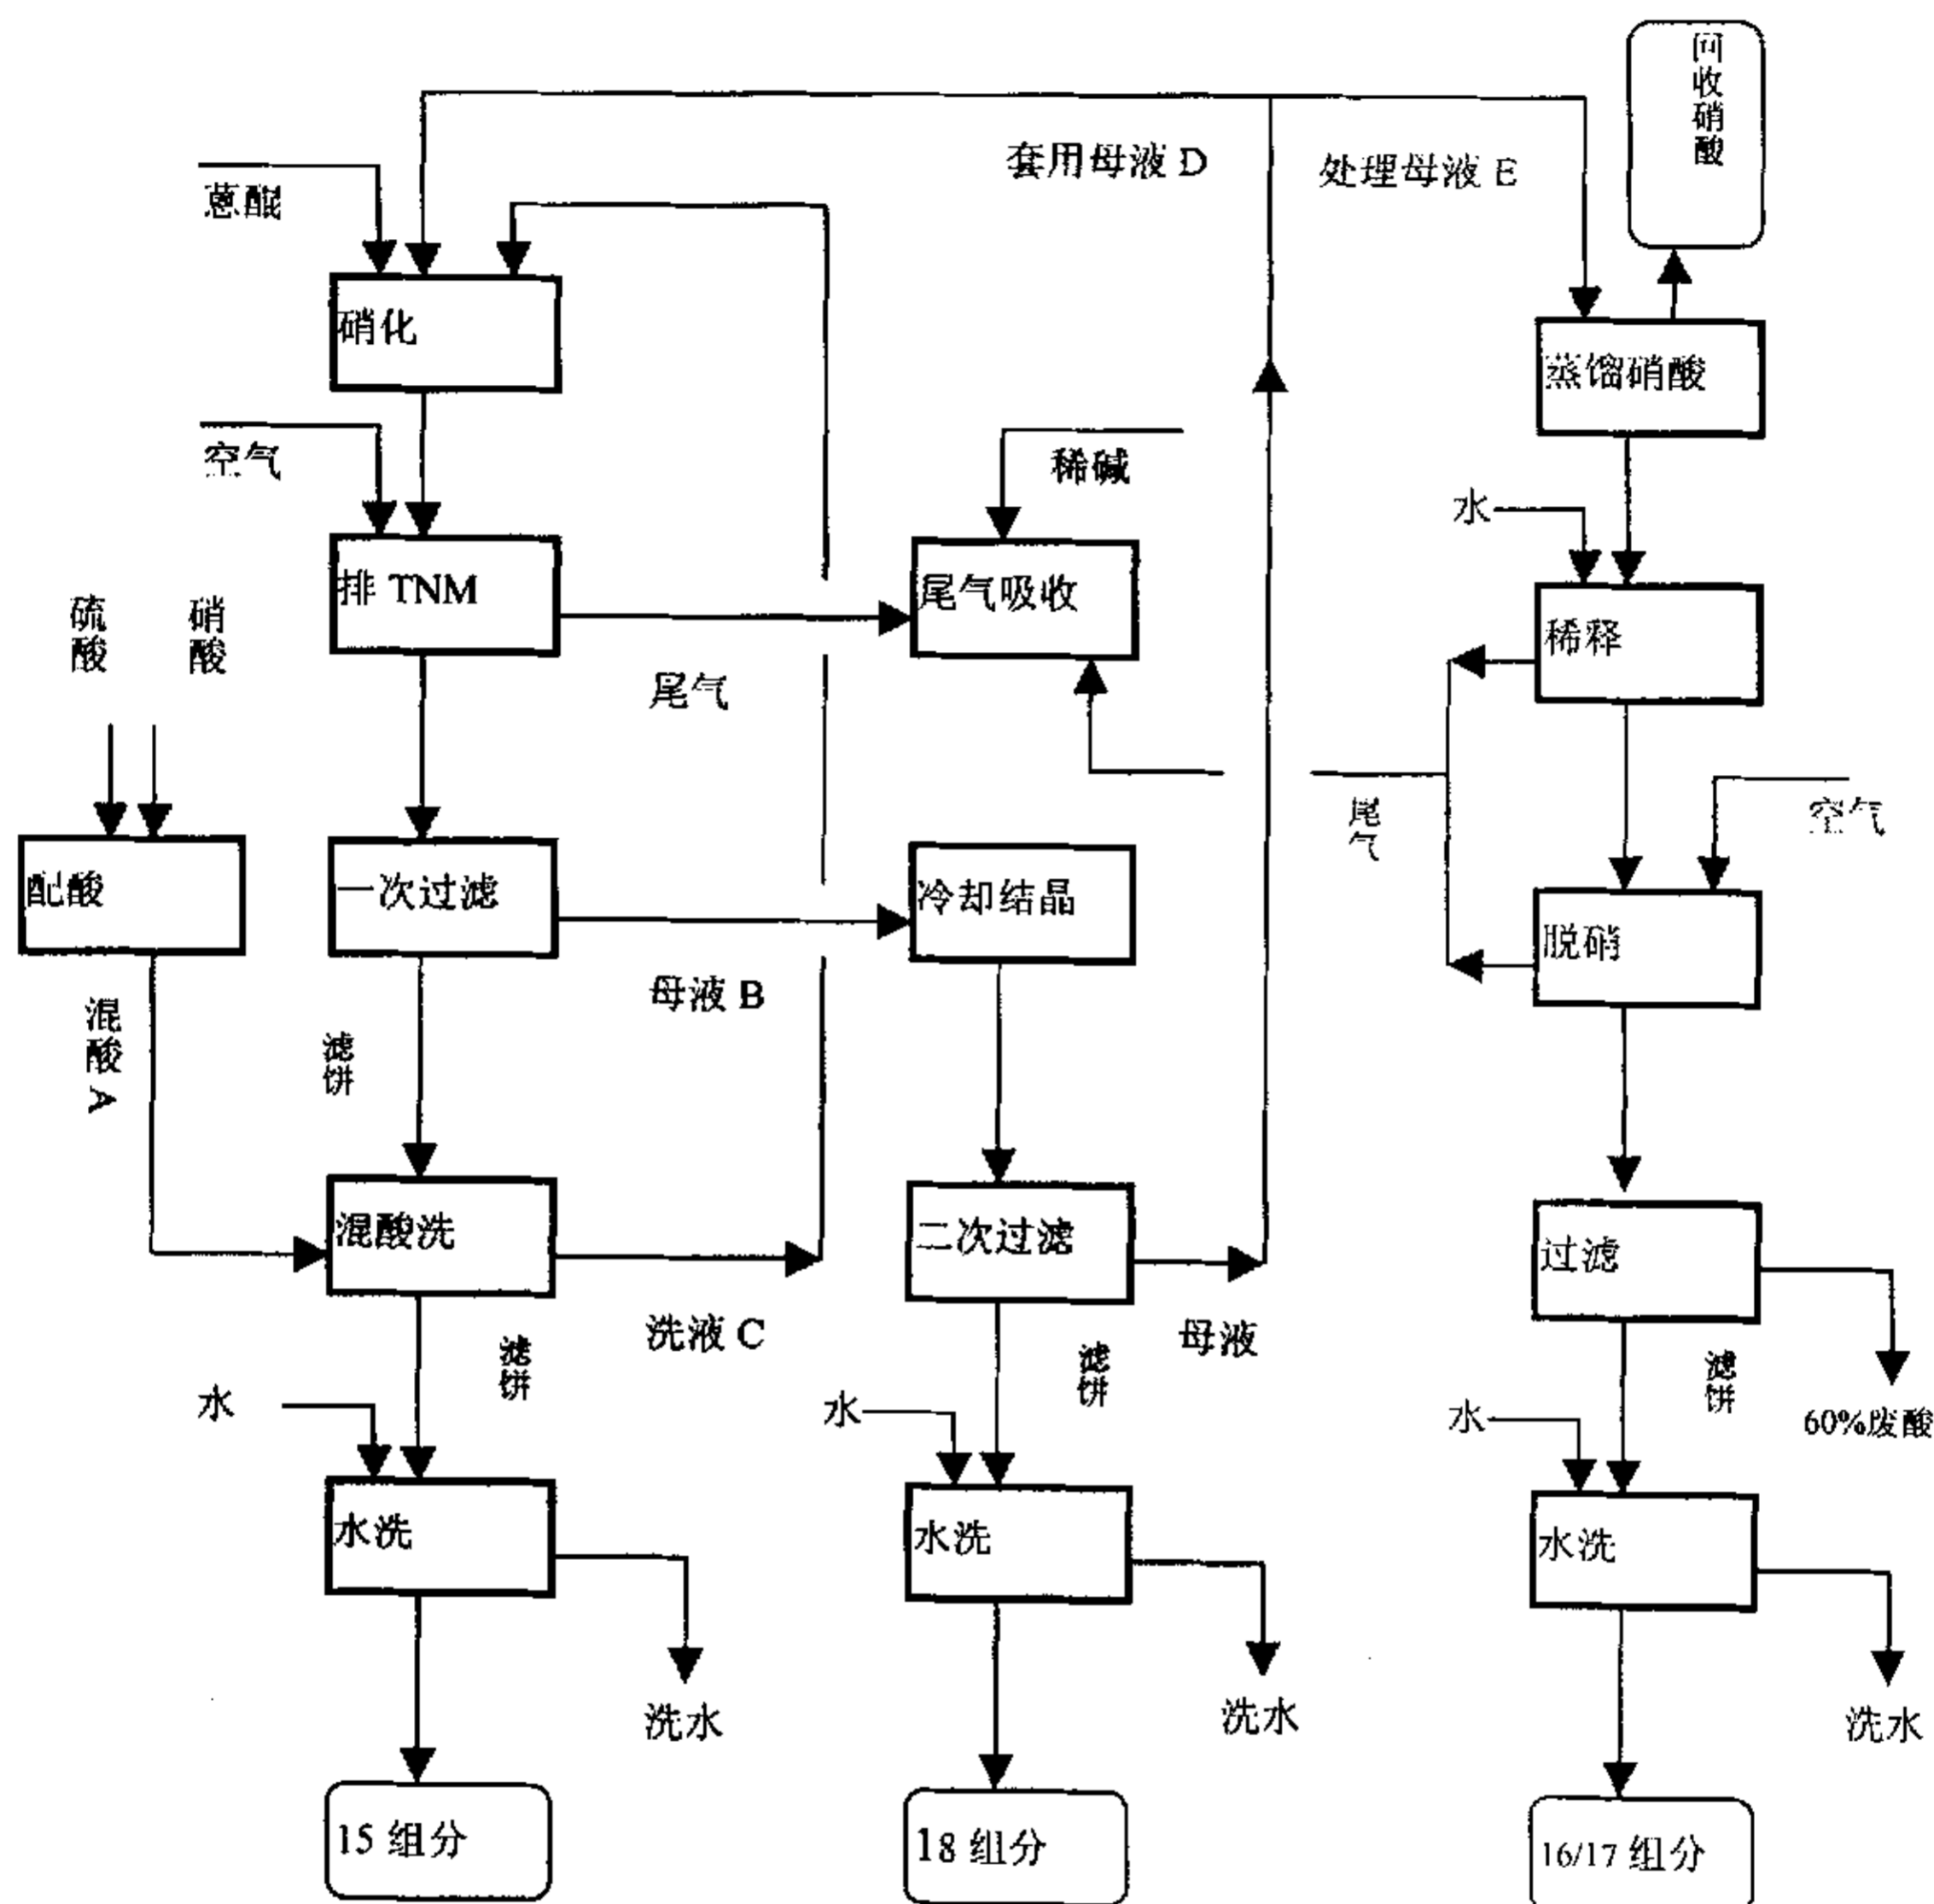 回收硝酸
套用母液 D
处理母液 E
蒽醌
硝化
蒸馏硝酸
空气
稀碱
水
排 TNM
尾气吸收
稀释
硫酸
硝酸
尾气
尾气
空气
配酸
一次过滤
冷却结晶
脱硝
母液 B
混酸 A
滤饼
混酸洗
二次过滤
过滤
洗液 C
滤饼
母液
滤饼
滤饼
水
水
水
60%废酸
水洗
水洗
水洗
洗水
洗水
洗水
15 组分
18 组分
16/17 组分